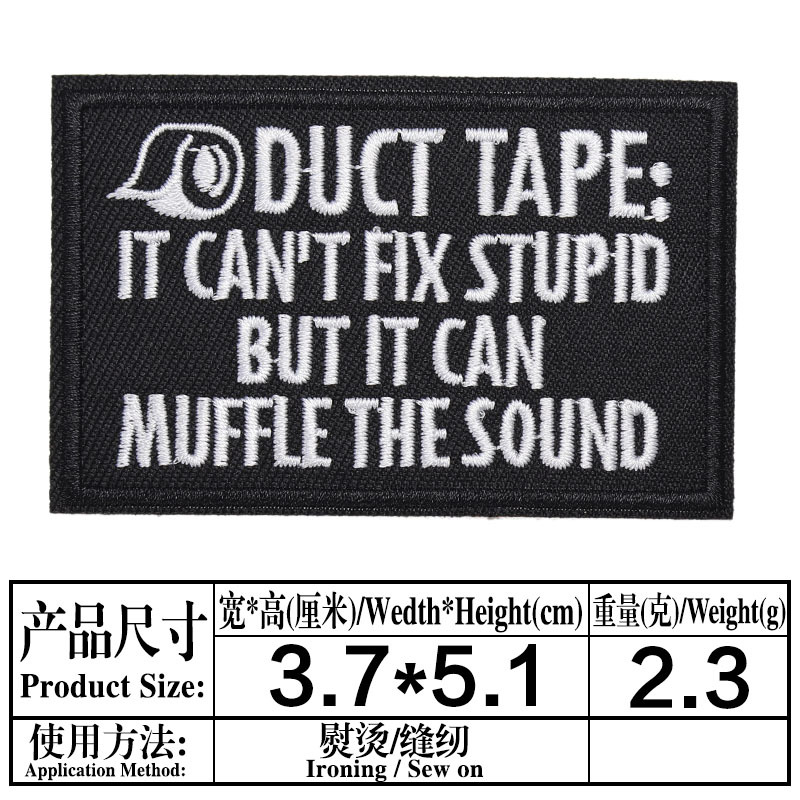 DUCT TAPE:
IT CAN'T FIX STUPID
BUT IT CAN
MUFFLE THE SOUND
产品尺寸
Product Size:
宽*高(厘米)/Wedth*Height(cm)
重量(克)/Weight(g)
3.7*5.1
2.3
使用方法:
Application Method:
熨烫/缝纫
Ironing / Sew on